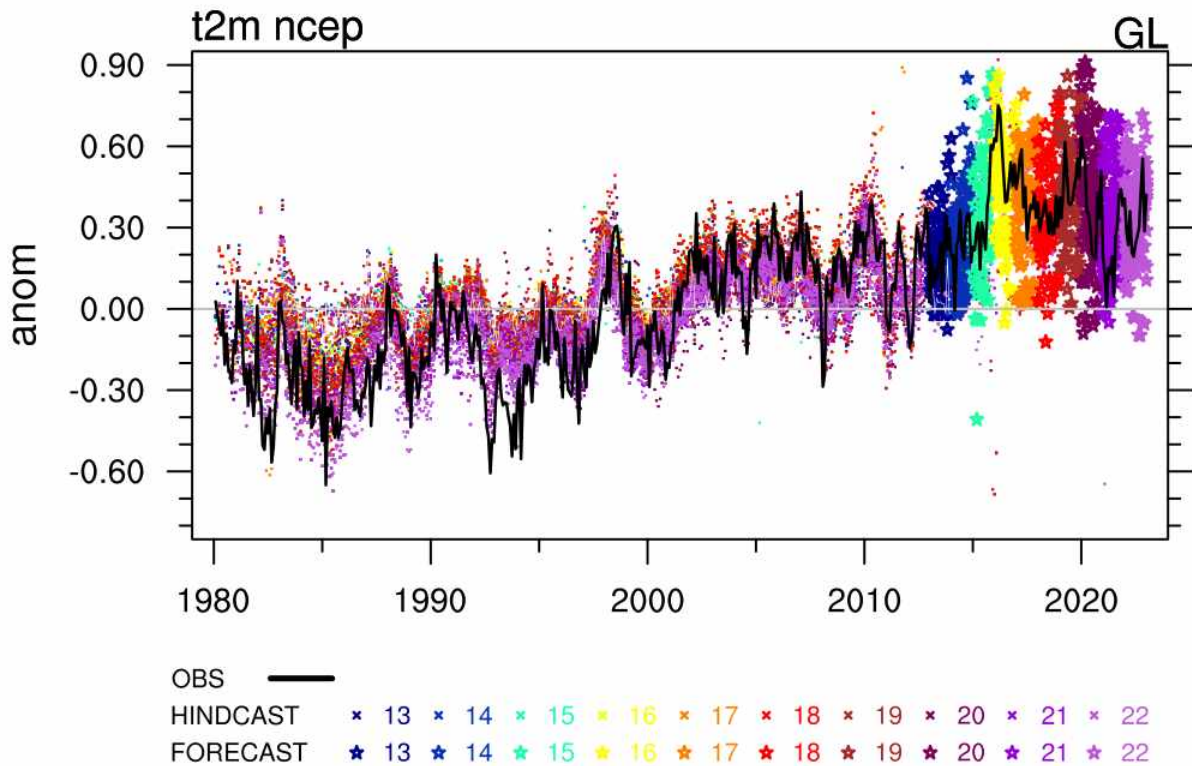 t2m ncep GL
0.90
0.60
0.30
0.00
-0.30
-0.60
anom
1980 1990 2000 2010 2020
OBS
HINDCAST 13 14 15 16 17 18 19 20 21 22
FORECAST 13 14 15 16 17 18 19 20 21 22